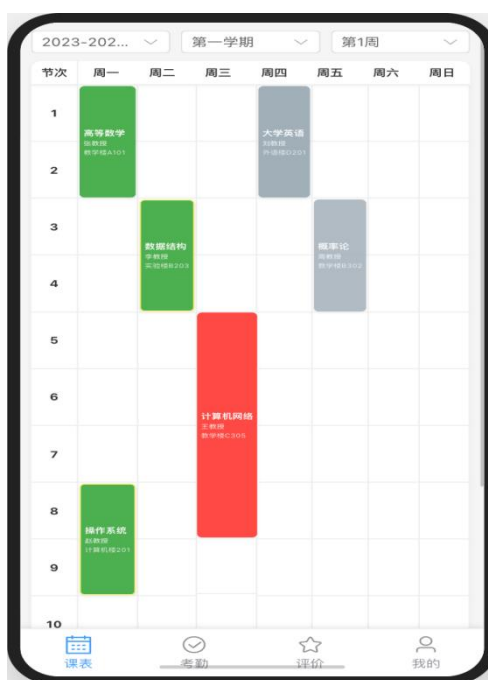 2023-202...
第一学期
第1周
节次 周一 周二 周三 周四 周五 周六 周日
1
高等数学
张教授
教学楼A101
大学英语
刘教授
外语楼D201
2
3
数据结构
李教授
实验楼B203
概率论
周教授
教学楼B302
4
5
6
计算机网络
王教授
教学楼C305
7
8
操作系统
赵教授
计算机楼201
9
10
课表 考勤 评价 我的